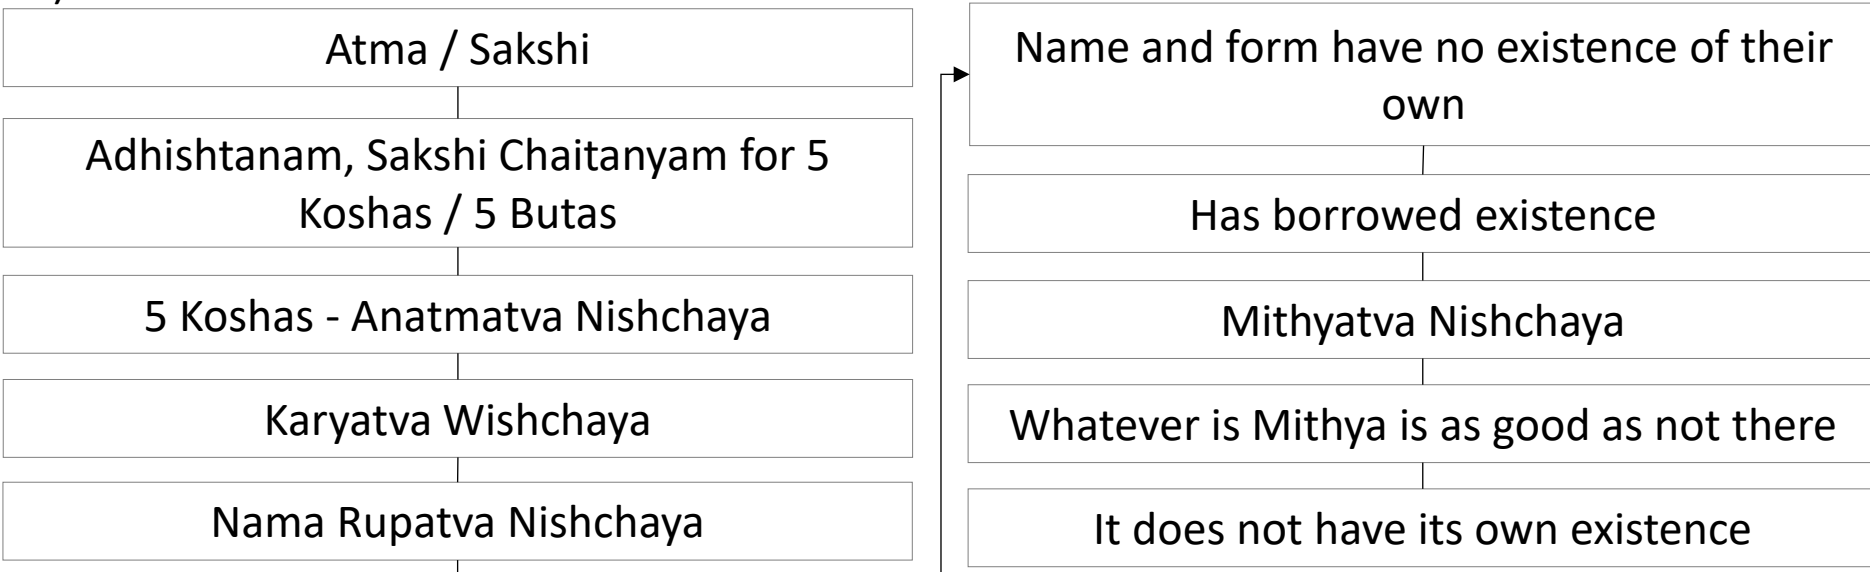 Atma / Sakshi
Adhishtanam, Sakshi Chaitanyam for 5
Koshas / 5 Butas
5 Koshas - Anatmatva Nishchaya
Karyatva Wishchaya
Nama Rupatva Nishchaya
Name and form have no existence of their
own
Has borrowed existence
Mithyatva Nishchaya
Whatever is Mithya is as good as not there
It does not have its own existence